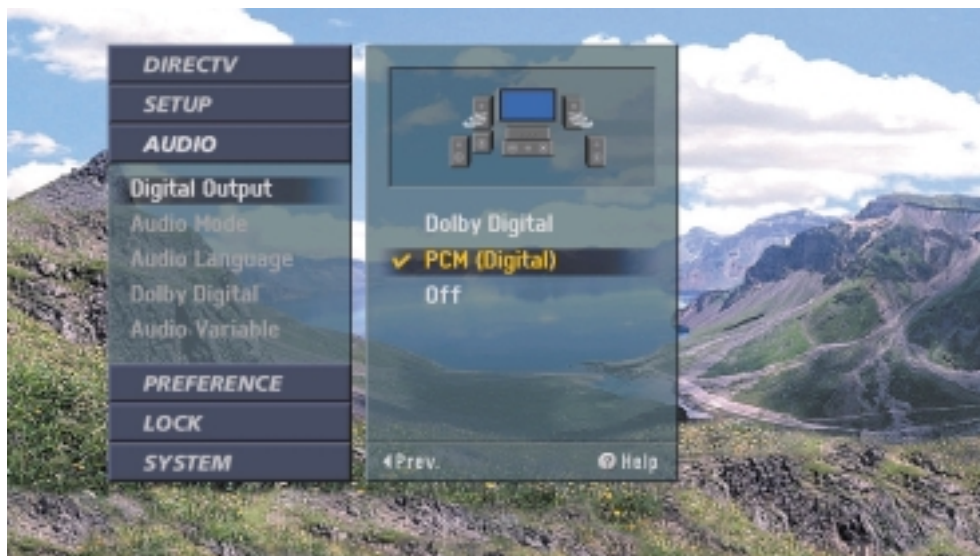 DIRECTV
SETUP
AUDIO
Digital Output
Audio Mode
Audio Language
Dolby Digital
Audio Variable
PREFERENCE
LOCK
SYSTEM
Dolby Digital
✔ PCM (Digital)
Off
Prev.
Help